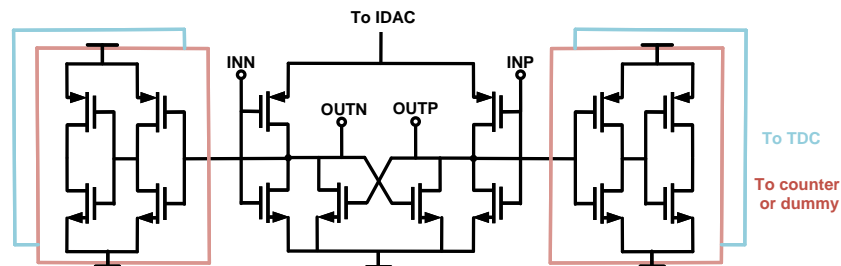 To IDAC
INN
INP
OUTN
OUTP
To TDC
To counter
or dummy